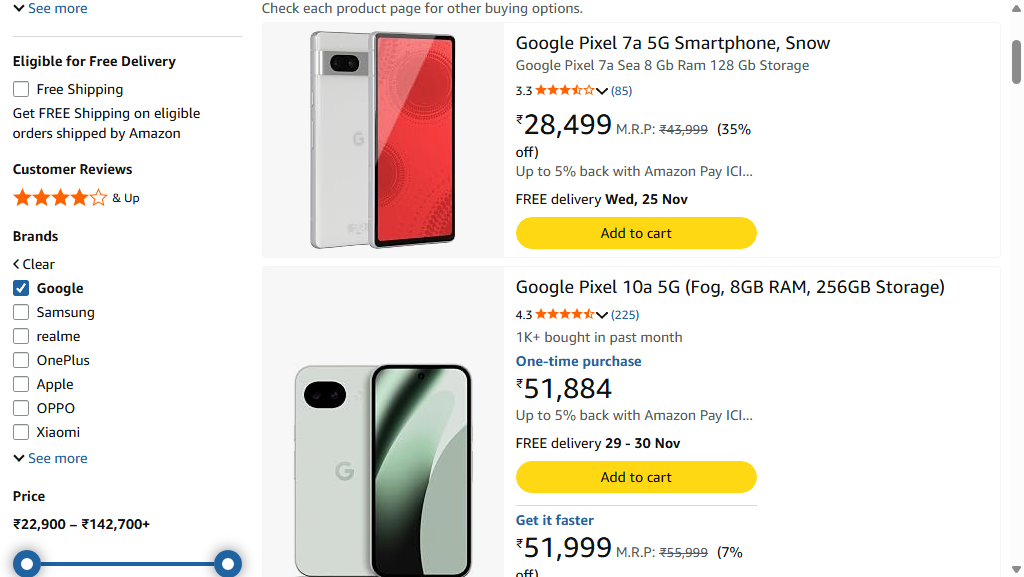 See more
Eligible for Free Delivery
Free Shipping
Get FREE Shipping on eligible
orders shipped by Amazon
Customer Reviews
& Up
Brands
Clear
Google
Samsung
realme
OnePlus
Apple
OPPO
Xiaomi
See more
Price
₹22,900 – ₹142,700+
Check each product page for other buying options.
Google Pixel 7a 5G Smartphone, Snow
Google Pixel 7a Sea 8 Gb Ram 128 Gb Storage
3.3 (85)
₹28,499 M.R.P: ₹43,999 (35%
off)
Up to 5% back with Amazon Pay ICI...
FREE delivery Wed, 25 Nov
Add to cart
G
Google Pixel 10a 5G (Fog, 8GB RAM, 256GB Storage)
4.3 (225)
1K+ bought in past month
One-time purchase
₹51,884
Up to 5% back with Amazon Pay ICI...
FREE delivery 29 - 30 Nov
Add to cart
Get it faster
₹51,999 M.R.P: ₹55,999 (7%
off)
G